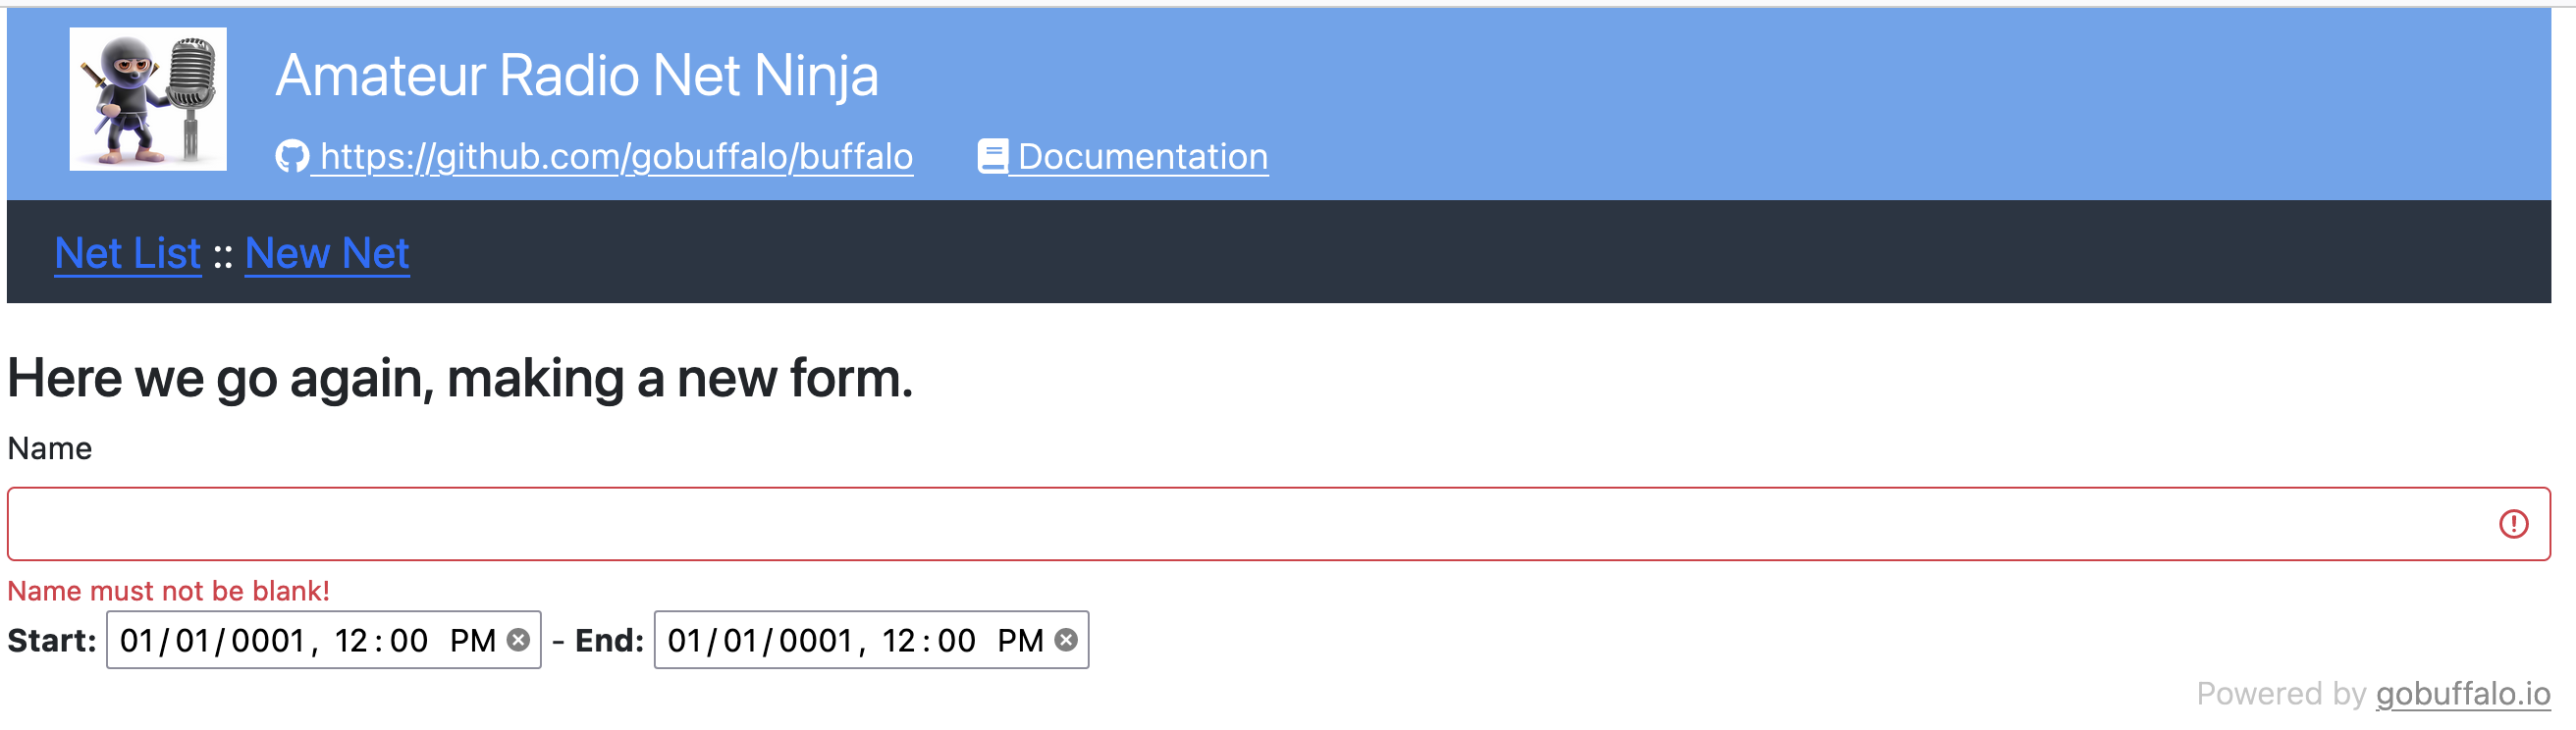 Amateur Radio Net Ninja
https://github.com/gobuffalo/buffalo Documentation
Net List :: New Net
Here we go again, making a new form.
Name
Name must not be blank!
Start: 01/01/0001, 12:00 PM - End: 01/01/0001, 12:00 PM
Powered by gobuffalo.io